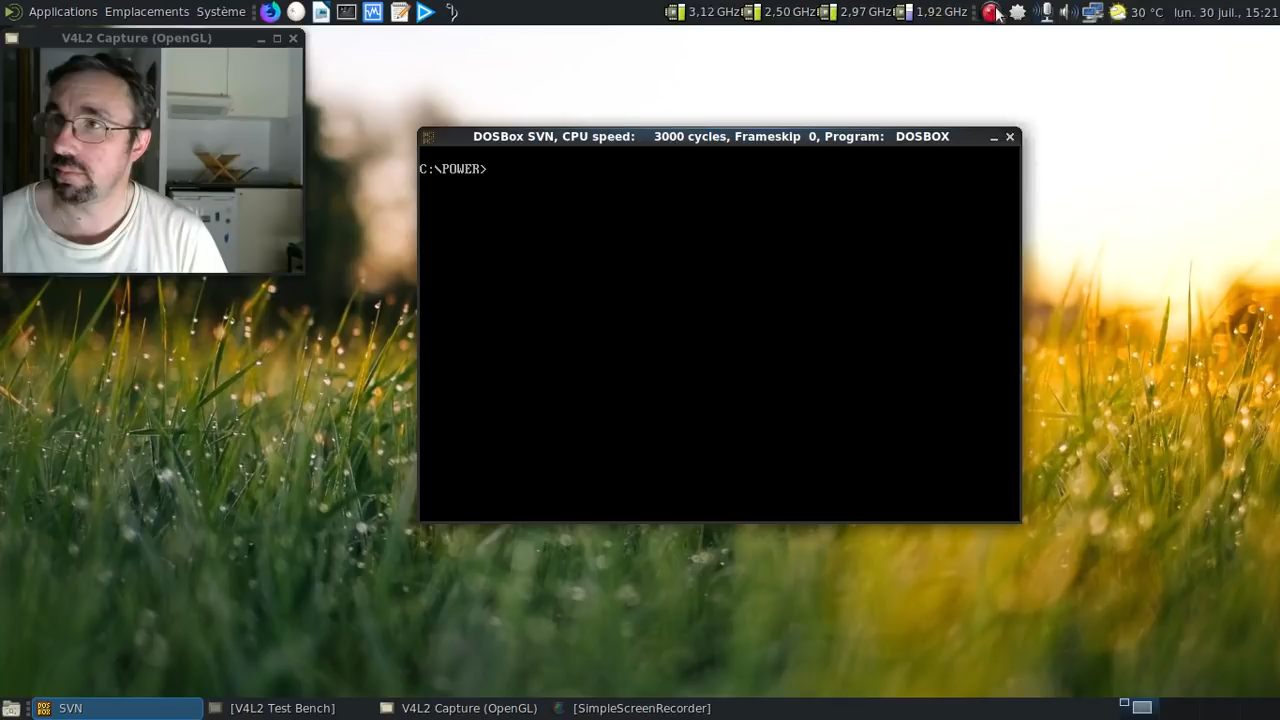 Applications Emplacements Système
3,12 GHz 2,50 GHz 2,97 GHz 1,92 GHz 30 °C lun. 30 juil., 15:21
V4L2 Capture (OpenGL)
DOSBox SVN, CPU speed: 3000 cycles, Frameskip 0, Program: DOSBOX
C:\POWER>
DOS BOX SVN [V4L2 Test Bench] V4L2 Capture (OpenGL) [SimpleScreenRecorder]